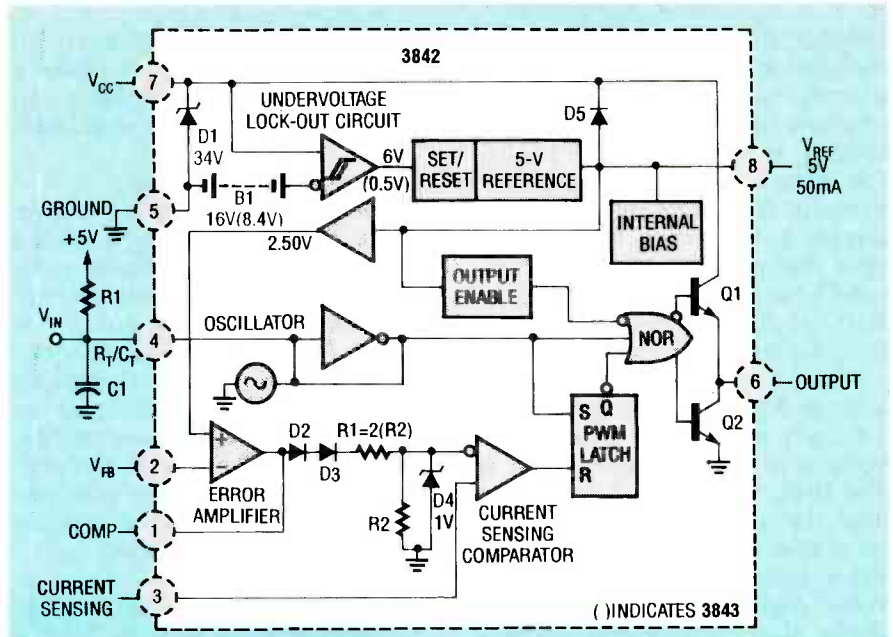 3842
VCC
7
UNDERVOLTAGE
LOCK-OUT CIRCUIT
D5
D1
34V
6V
(0.5V)
SET/
RESET
5-V
REFERENCE
8
VREF
5V
50mA
B1
GROUND
5
16V(8.4V)
2.50V
INTERNAL
BIAS
+5V
R1
OUTPUT
ENABLE
Q1
VIN
OSCILLATOR
4
RT/CT
NOR
C1
6
OUTPUT
S Q
PWM
LATCH
R
Q2
D2
R1=2(R2)
+
−
D3
VFB
2
ERROR
AMPLIFIER
D4
1V
R2
CURRENT
SENSING
COMPARATOR
COMP
1
CURRENT
SENSING
3
( )INDICATES 3843